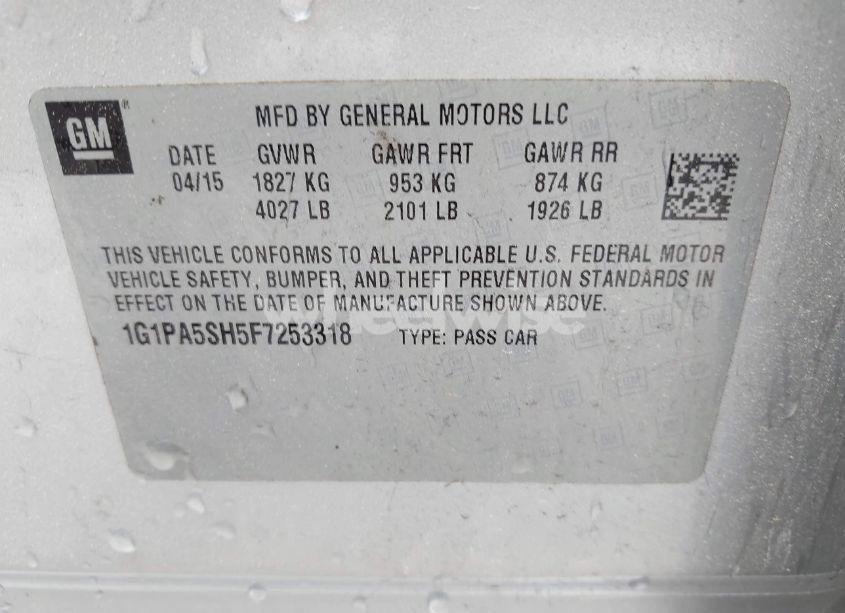 GM®
MFD BY GENERAL MOTORS LLC
DATE GVWR GAWR FRT GAWR RR
04/15 1827 KG 953 KG 874 KG
4027 LB 2101 LB 1926 LB
THIS VEHICLE CONFORMS TO ALL APPLICABLE U.S. FEDERAL MOTOR
VEHICLE SAFETY, BUMPER, AND THEFT PREVENTION STANDARDS IN
EFFECT ON THE DATE OF MANUFACTURE SHOWN ABOVE.
1G1PA5SH5F7253318 TYPE: PASS CAR